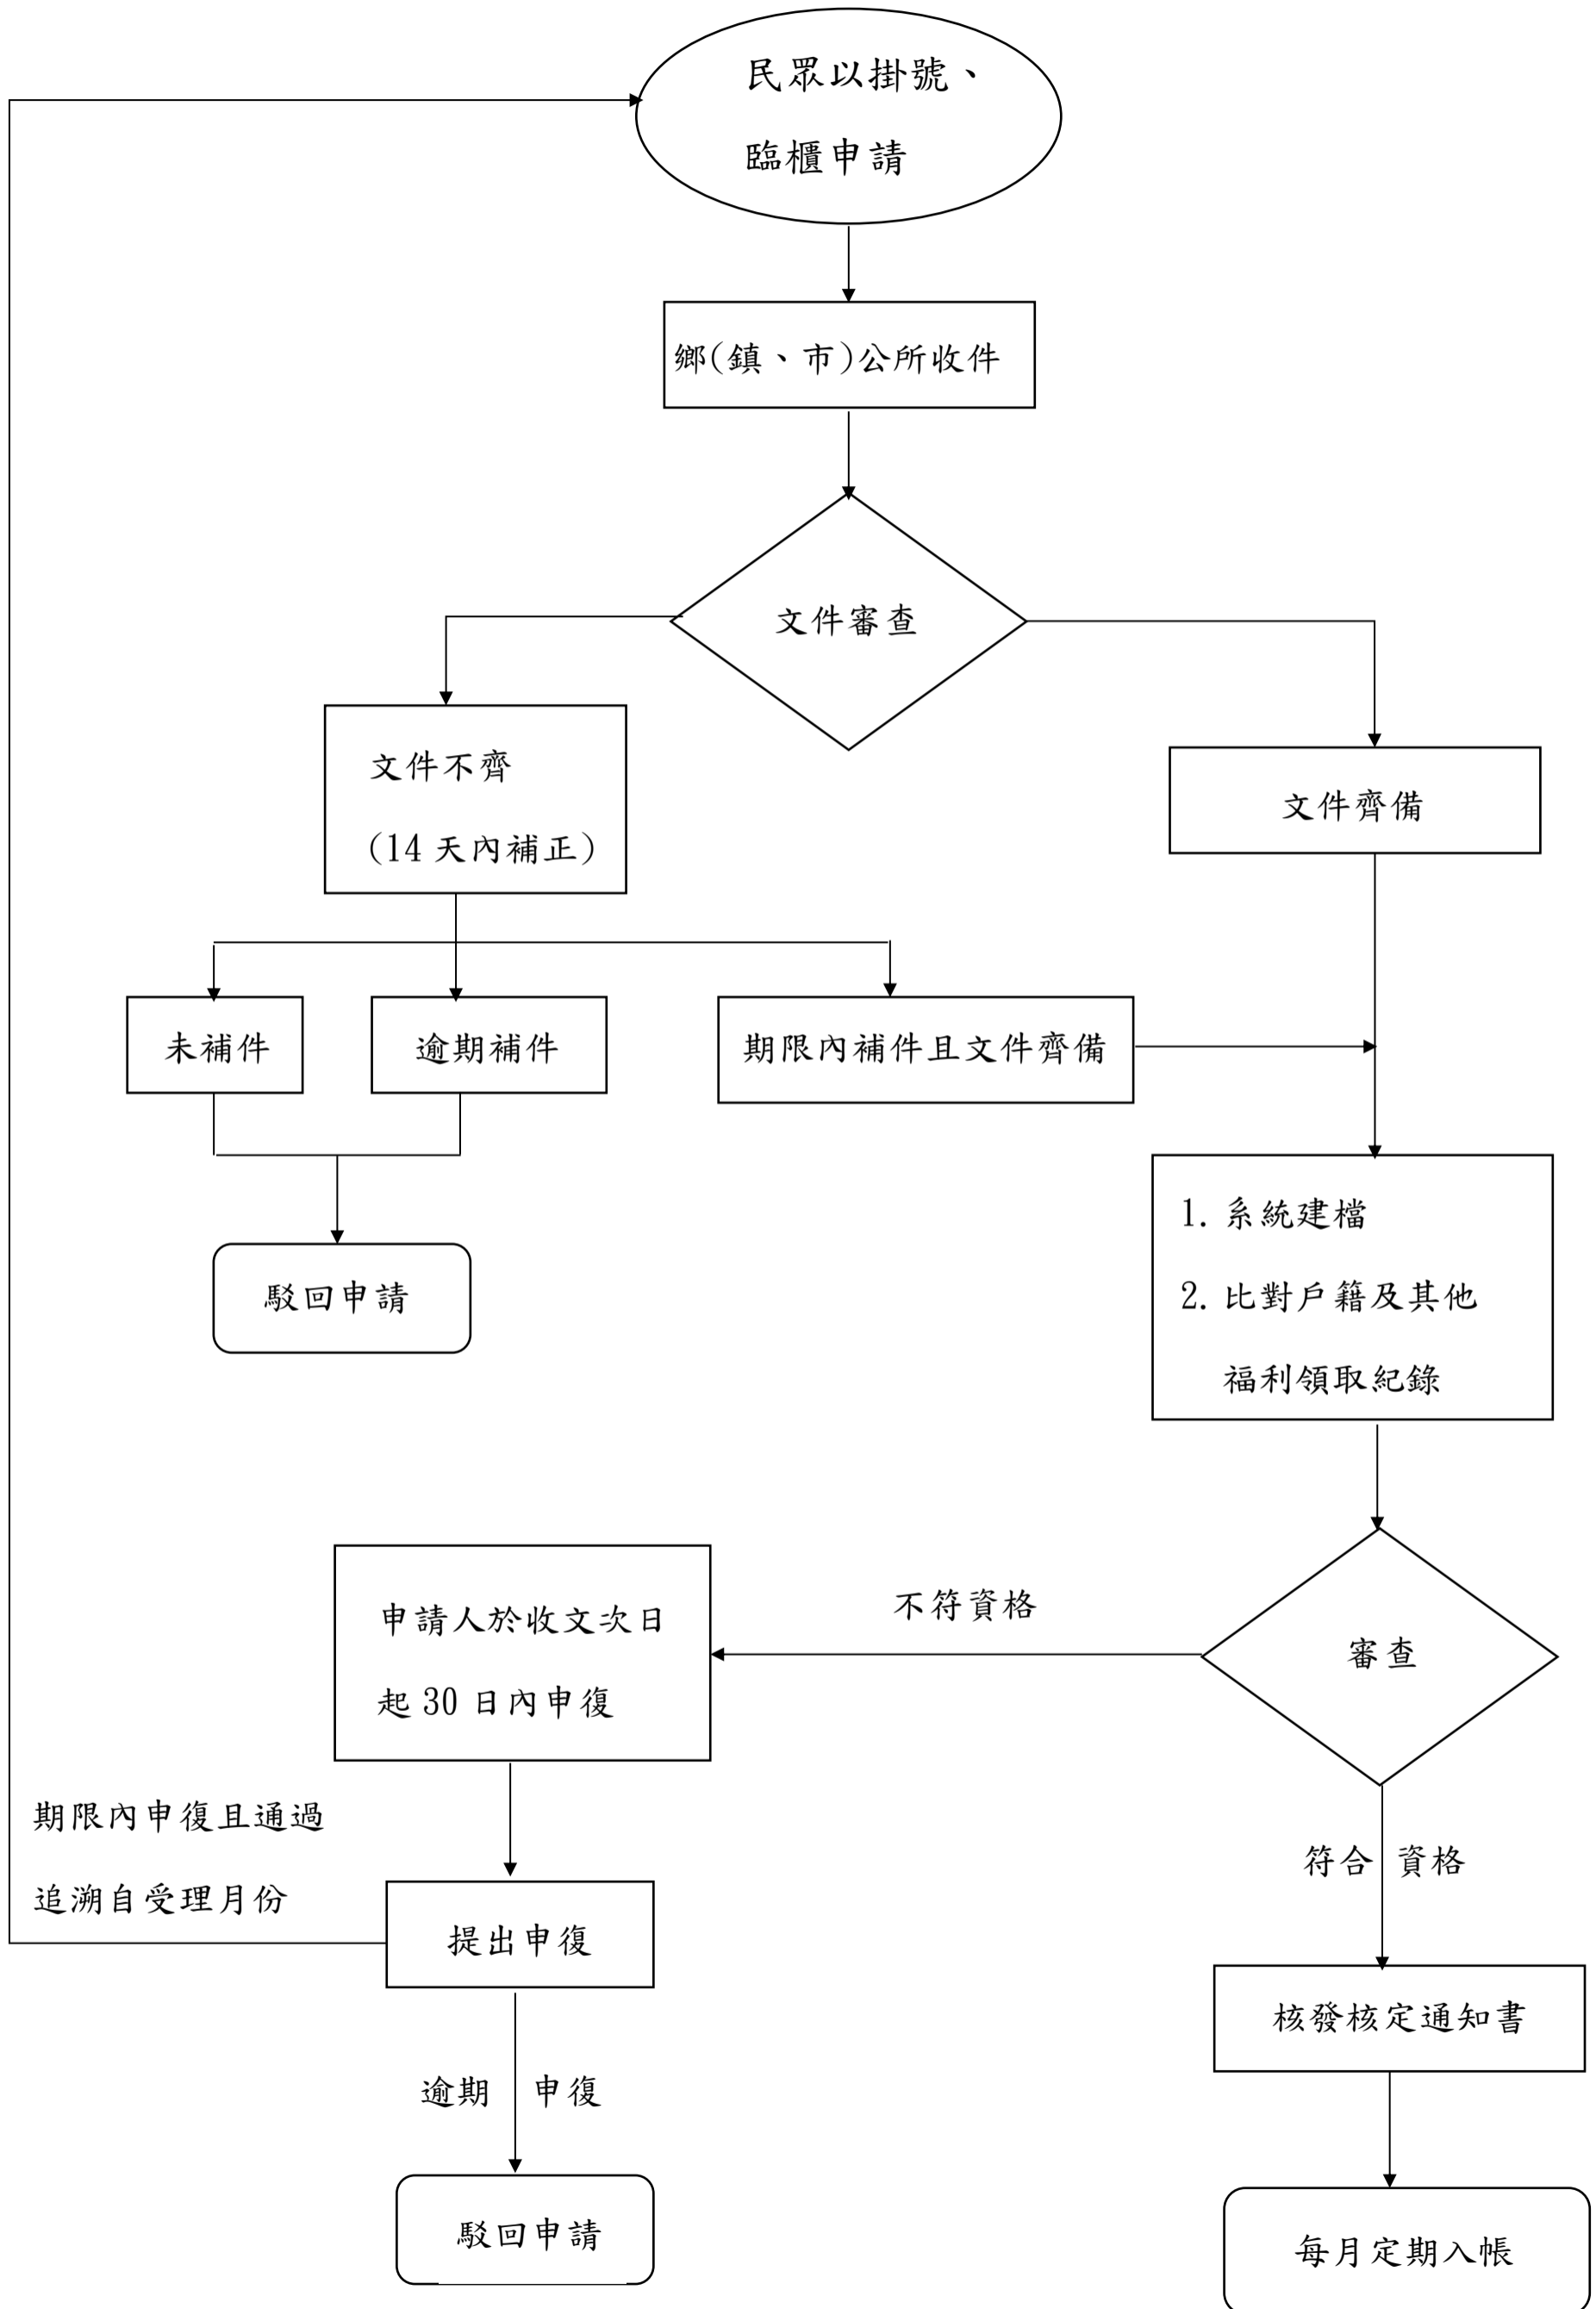 民眾以掛號、
臨櫃申請
鄉(鎮、市)公所收件
文件審查
文件不齊
(14 天內補正)
文件齊備
未補件
逾期補件
期限內補件且文件齊備
駁回申請
1. 系統建檔
2. 比對戶籍及其他
福利領取紀錄
不符資格
審查
申請人於收文次日
起 30 日內申復
期限內申復且通過
追溯自受理月份
符合 資格
提出申復
核發核定通知書
逾期 申復
駁回申請
每月定期入帳